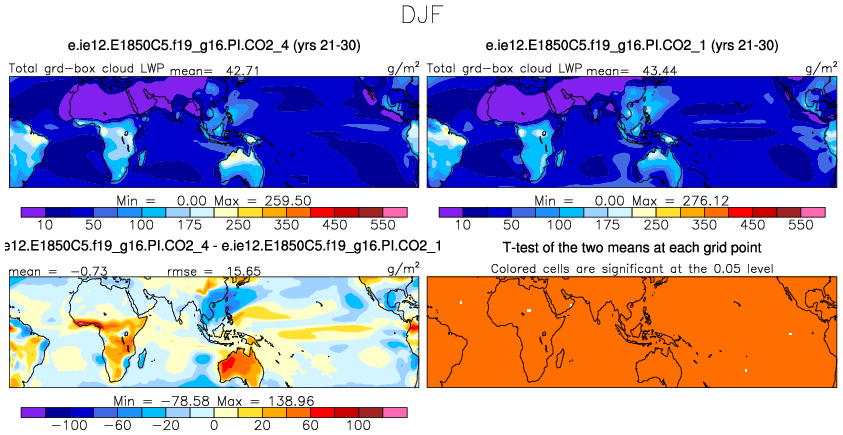 DJF
e.ie12.E1850C5.f19_g16.PI.CO2_4 (yrs 21-30)
Total grd-box cloud LWP mean= 42.71 g/m²
Min = 0.00 Max = 259.50
10 50 100 175 250 350 450 550
e.ie12.E1850C5.f19_g16.PI.CO2_1 (yrs 21-30)
Total grd-box cloud LWP mean= 43.44 g/m²
Min = 0.00 Max = 276.12
10 50 100 175 250 350 450 550
e12.E1850C5.f19_g16.PI.CO2_4 - e.ie12.E1850C5.f19_g16.PI.CO2_1
mean = -0.73 rmse = 15.65 g/m²
Min = -78.58 Max = 138.96
-100 -60 -20 0 20 60 100
T-test of the two means at each grid point
Colored cells are significant at the 0.05 level